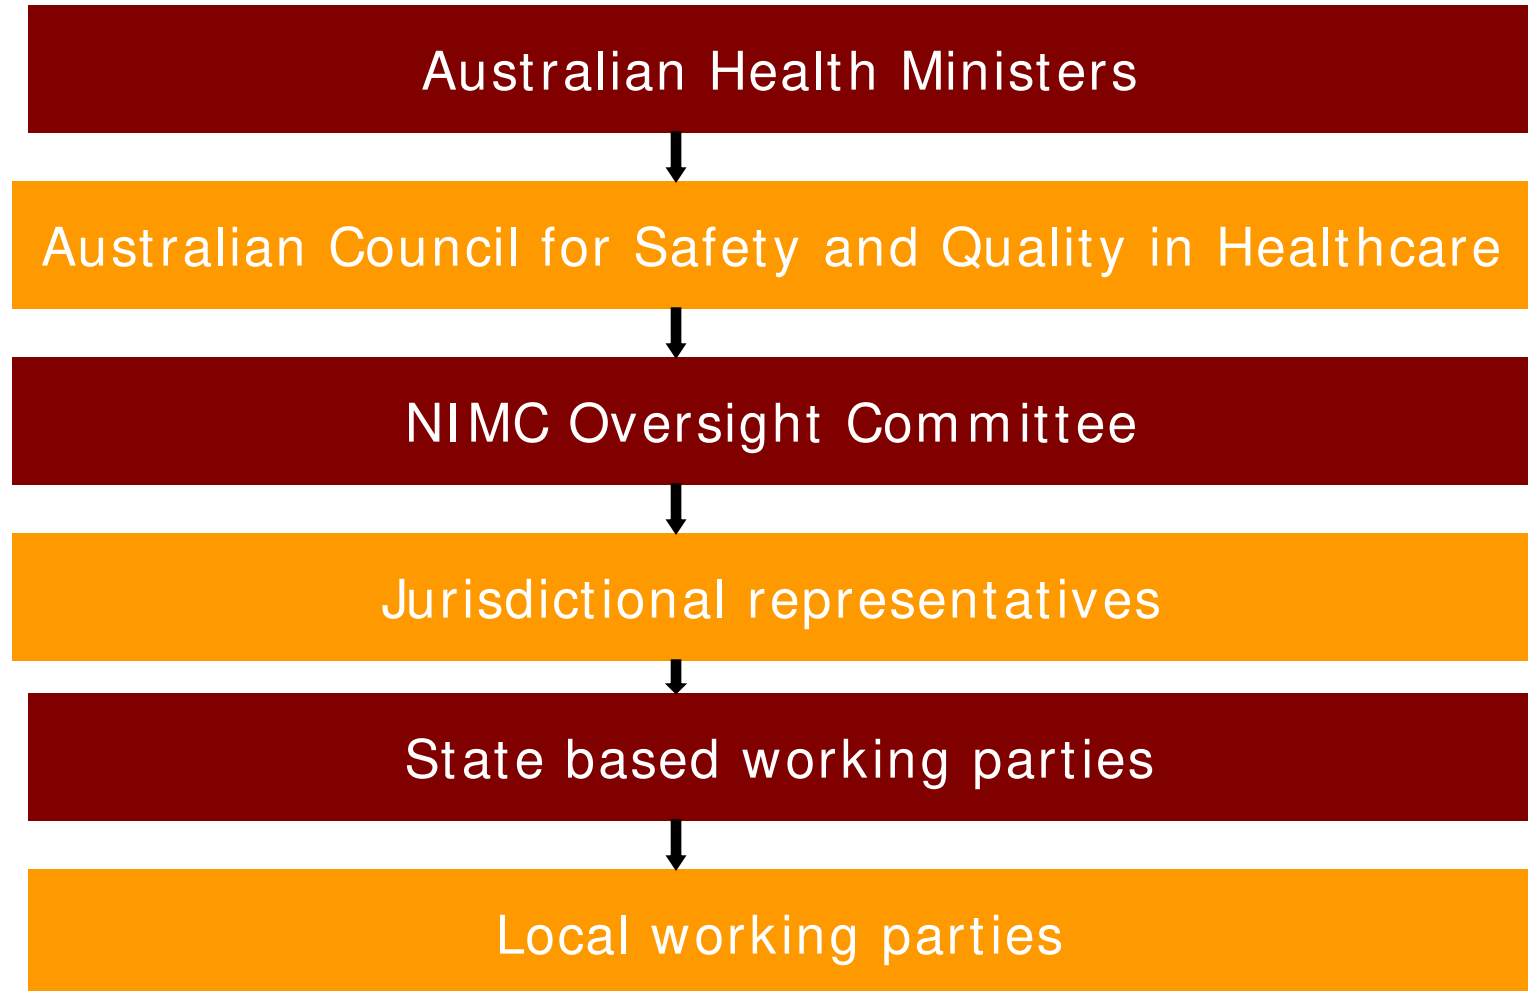 Australian Health Ministers
Australian Council for Safety and Quality in Healthcare
NIMC Oversight Committee
Jurisdictional representatives
State based working parties
Local working parties